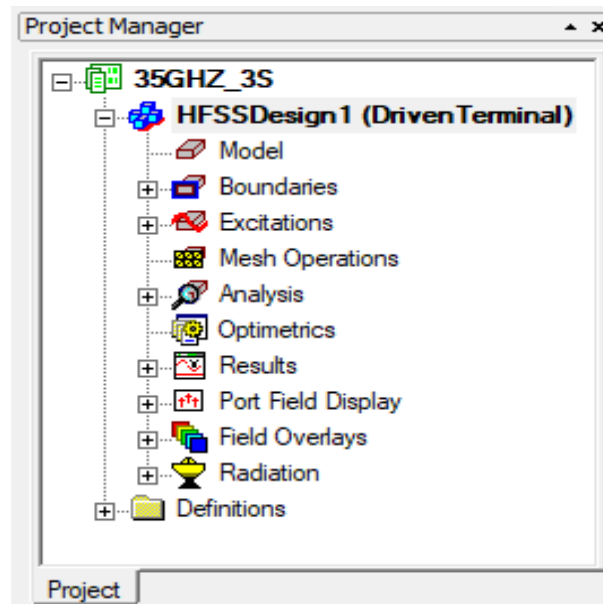 Project Manager
35GHZ_3S
HFSSDesign1 (DrivenTerminal)
Model
Boundaries
Excitations
Mesh Operations
Analysis
Optimetrics
Results
Port Field Display
Field Overlays
Radiation
Definitions
Project